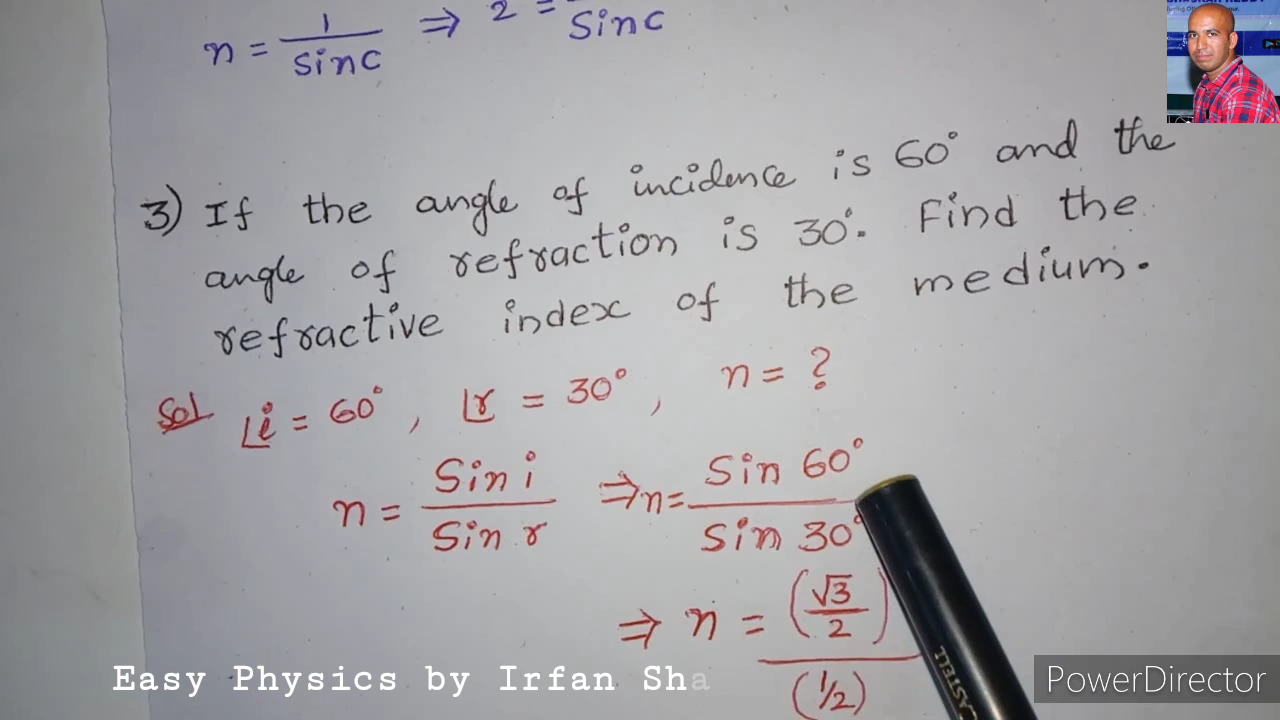 n = 1/Sinc ⇒ 2 = Sinc
3) If the angle of incidence is 60° and the
angle of refraction is 30°. Find the
refractive index of the medium.
Sol ∠i = 60°, ∠r = 30°, n = ?
n = Sin i / Sin r ⇒ n = Sin 60° / Sin 30°
⇒ n = (√3/2) / (1/2)
Easy Physics by Irfan Sha
PowerDirector
CASTELL